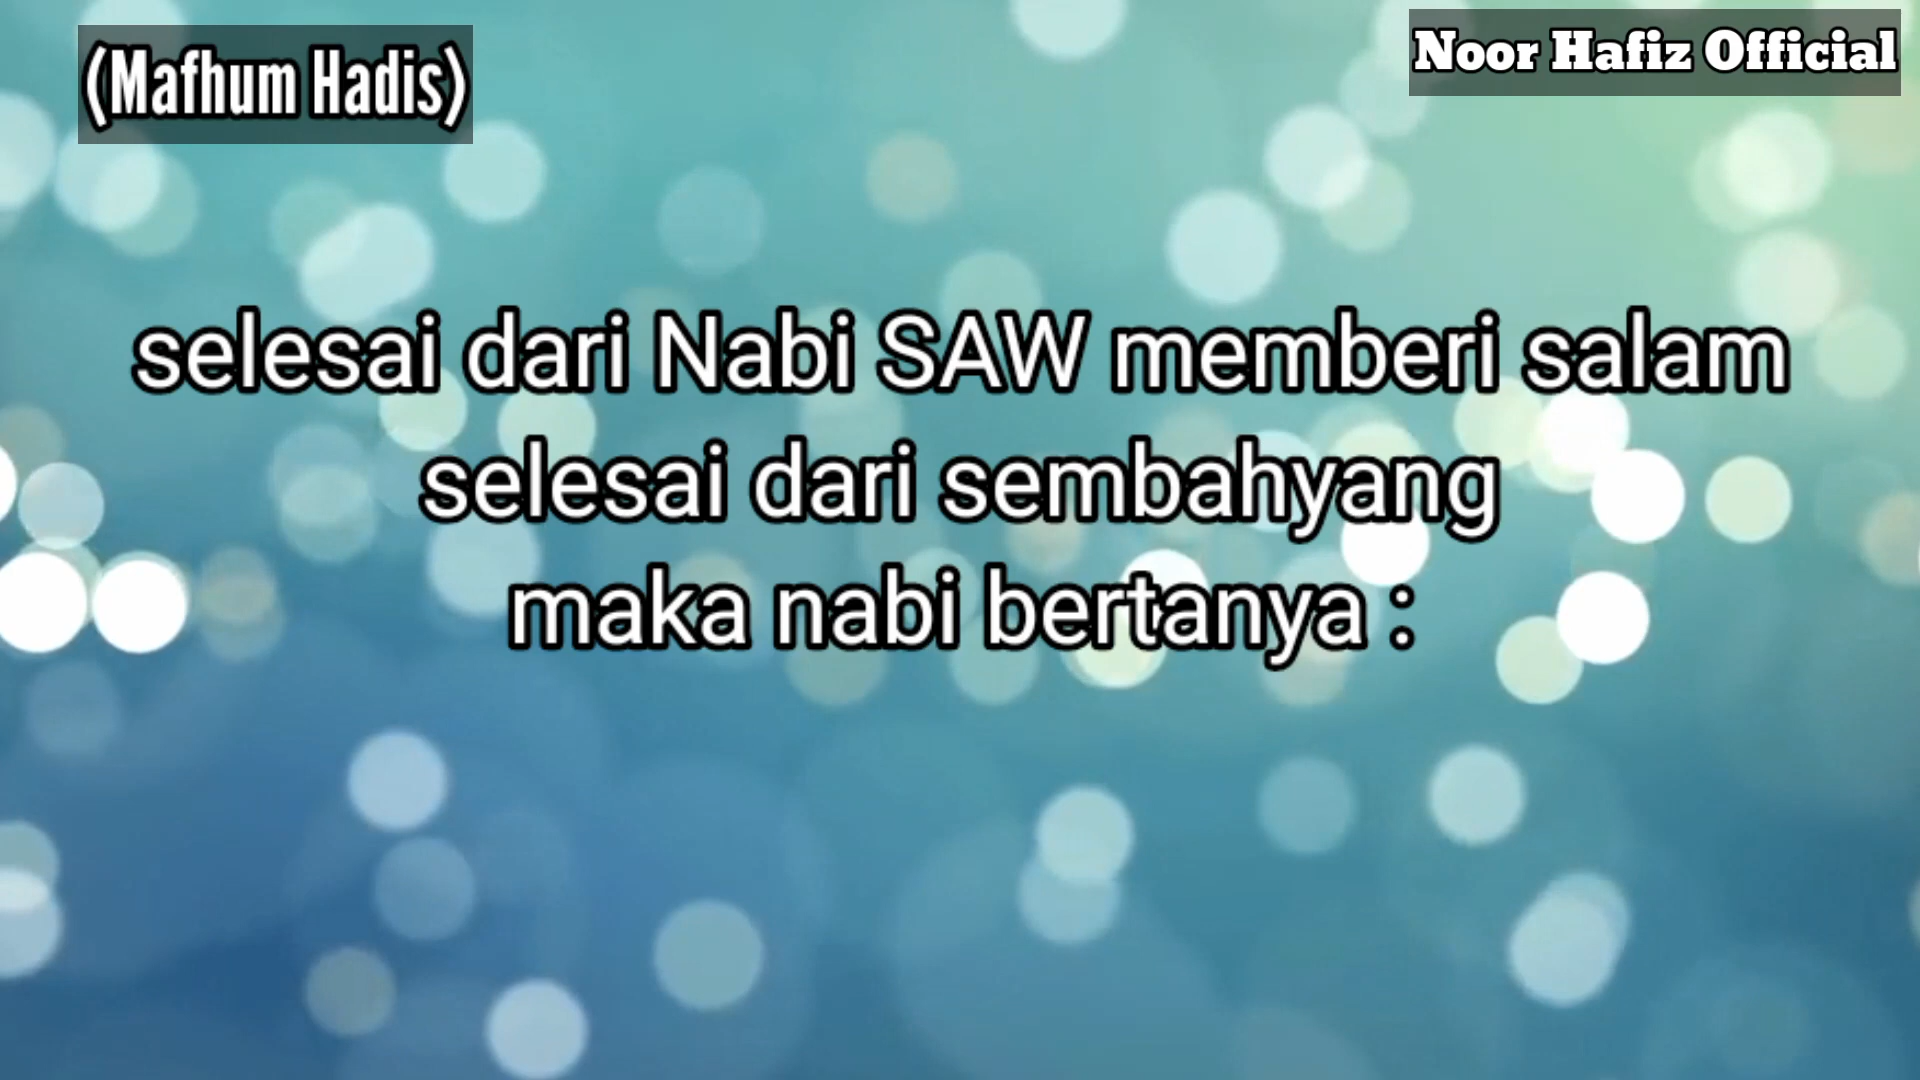 (Mafhum Hadis)
Noor Hafiz Official
selesai dari Nabi SAW memberi salam
selesai dari sembahyang
maka nabi bertanya :